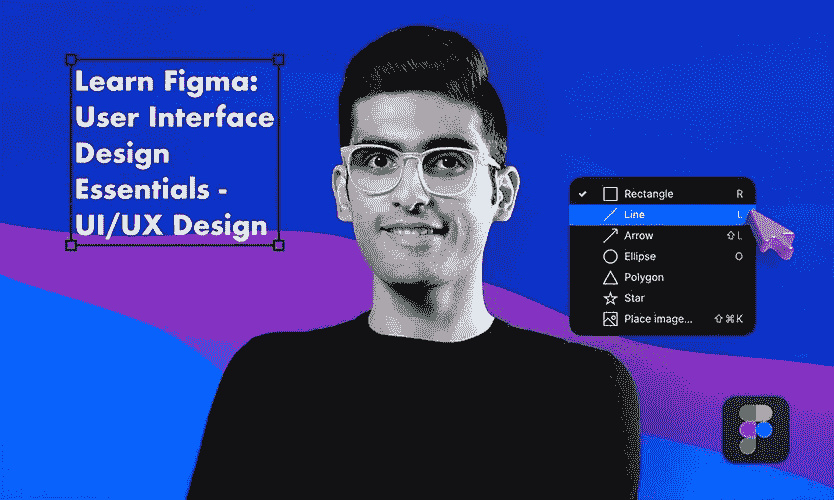 Learn Figma:
User Interface
Design
Essentials -
UI/UX Design
Rectangle R
Line L
Arrow ⇧L
Ellipse O
Polygon
Star
Place image... ⇧⌘K